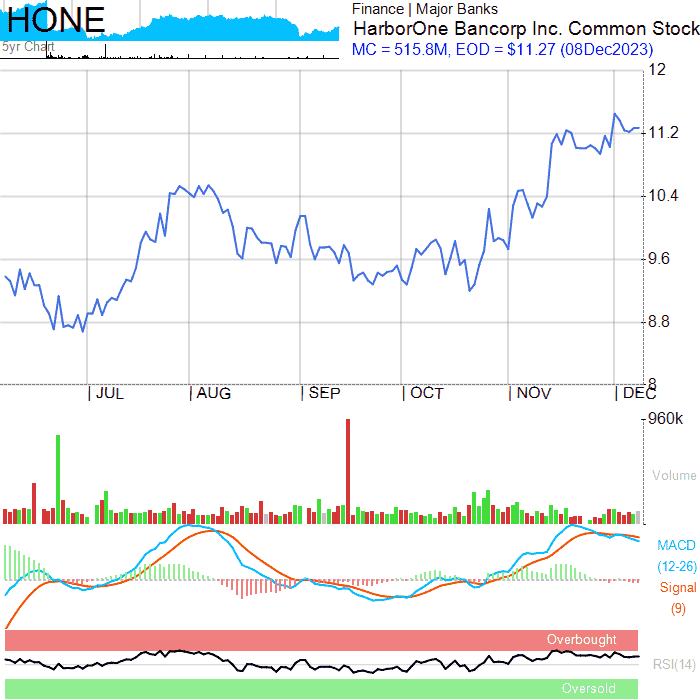 HONE
5yr Chart
Finance | Major Banks
HarborOne Bancorp Inc. Common Stock
MC = 515.8M, EOD = $11.27 (08Dec2023)
12
11.2
10.4
9.6
8.8
8
JUL AUG SEP OCT NOV DEC
960k
Volume
MACD
(12-26)
Signal
(9)
Overbought
RSI(14)
Oversold